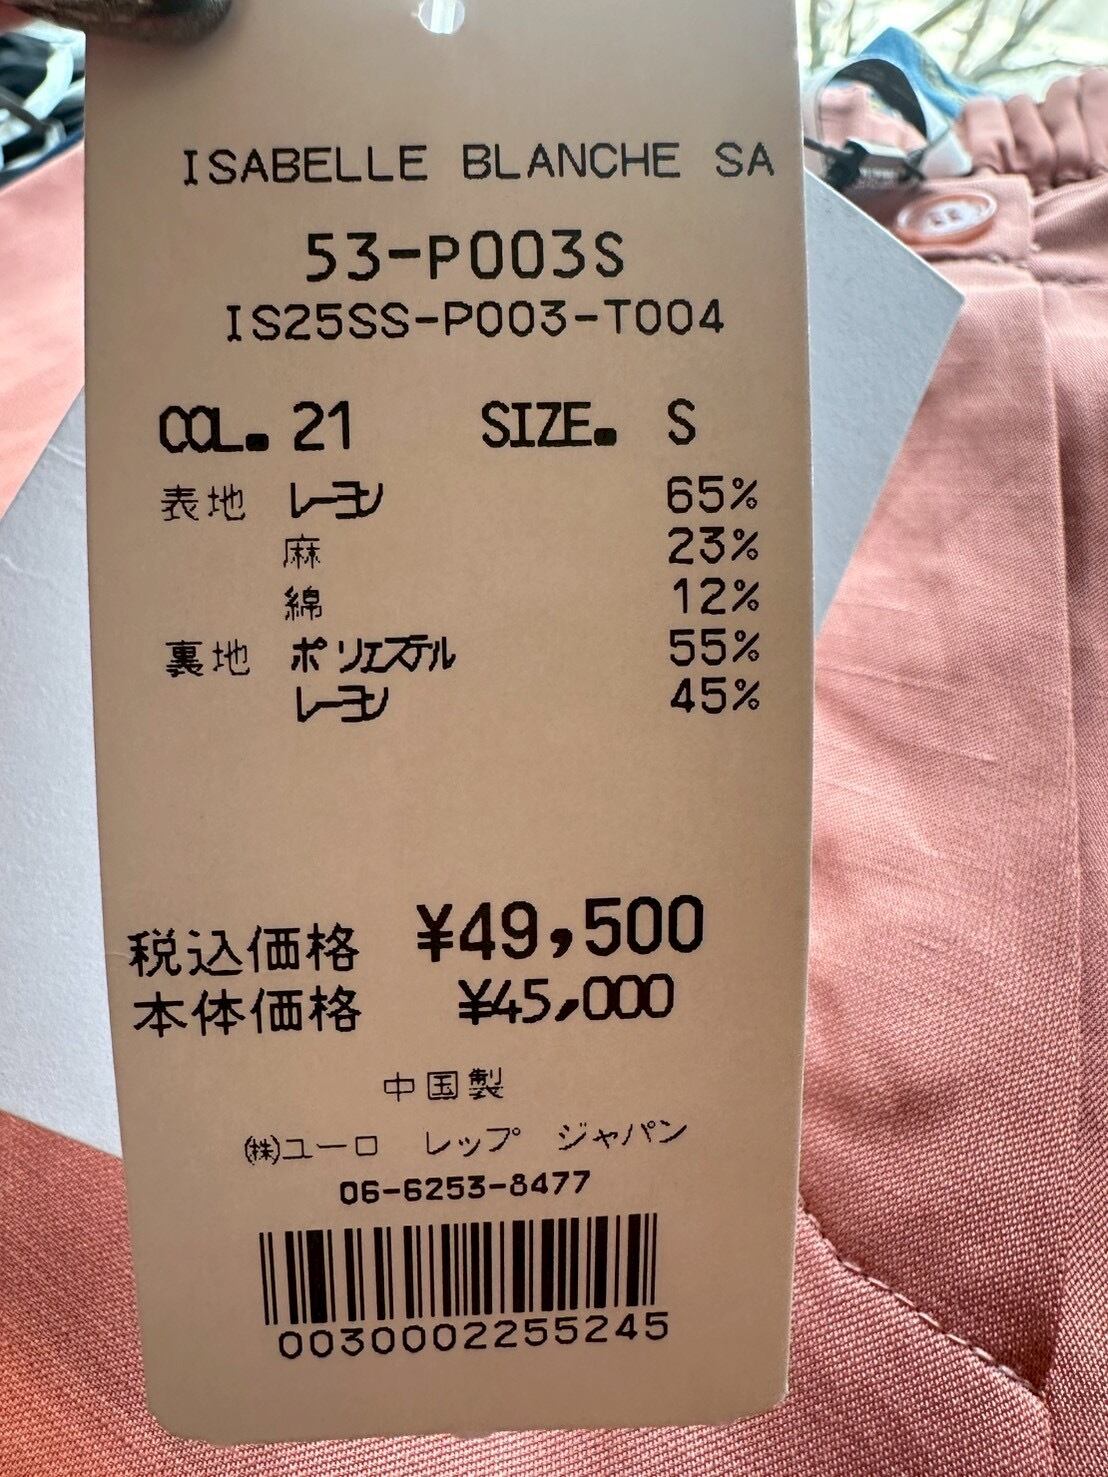 ISABELLE BLANCHE SA
53-P003S
IS25SS-P003-T004
COL. 21 SIZE. S
表地 レーヨン 65%
麻 23%
綿 12%
裏地 ポリエステル 55%
レーヨン 45%
税込価格 ¥49,500
本体価格 ¥45,000
中国製
㈱ユーロ レップ ジャパン
06-6253-8477
0030002255245